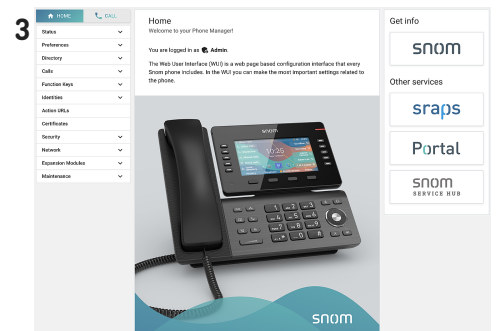 3
HOME
CALL
Status
Preferences
Directory
Calls
Function Keys
Identities
Action URLs
Certificates
Security
Network
Expansion Modules
Maintenance
Home
Welcome to your Phone Manager!
You are logged in as Admin.
The Web User Interface (WUI) is a web page based configuration interface that every
Snom phone includes. In the WUI you can make the most important settings related to
the phone.
snom
10:25
snom
Get info
snom
Other services
sraps
Portal
snom
SERVICE HUB